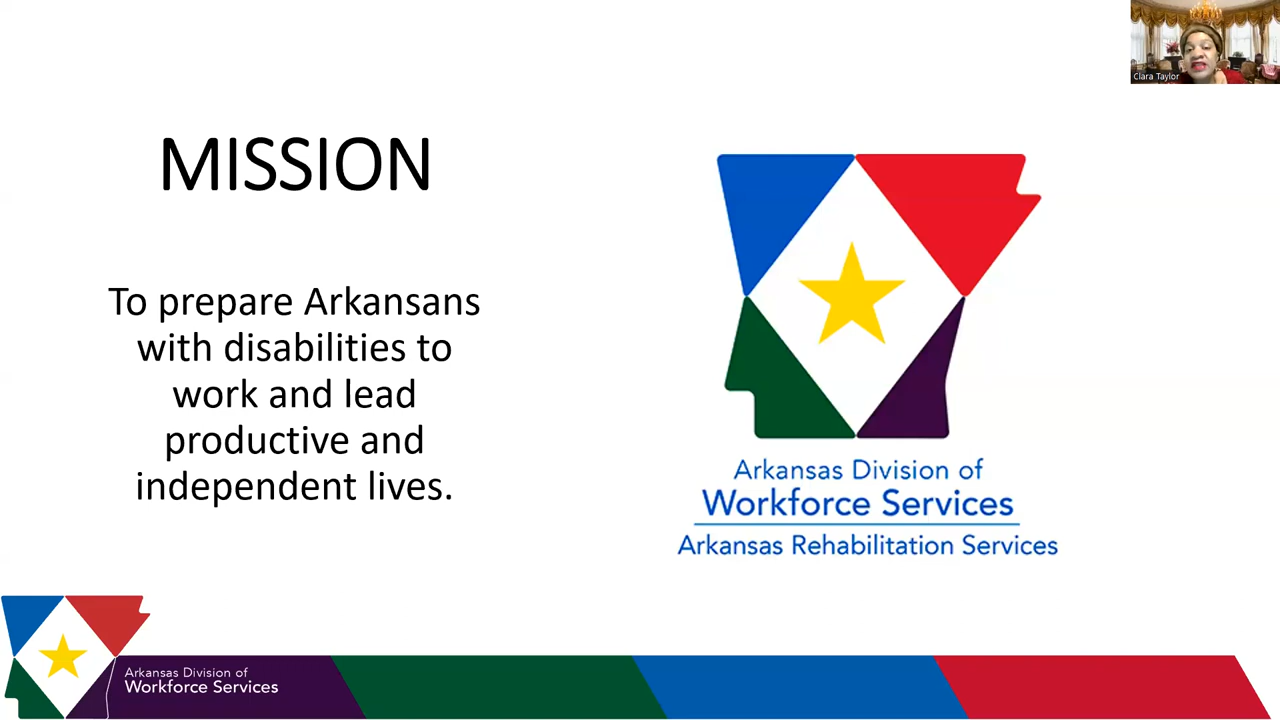 Clara Taylor
MISSION
To prepare Arkansans
with disabilities to
work and lead
productive and
independent lives.
Arkansas Division of
Workforce Services
Arkansas Rehabilitation Services
Arkansas Division of
Workforce Services